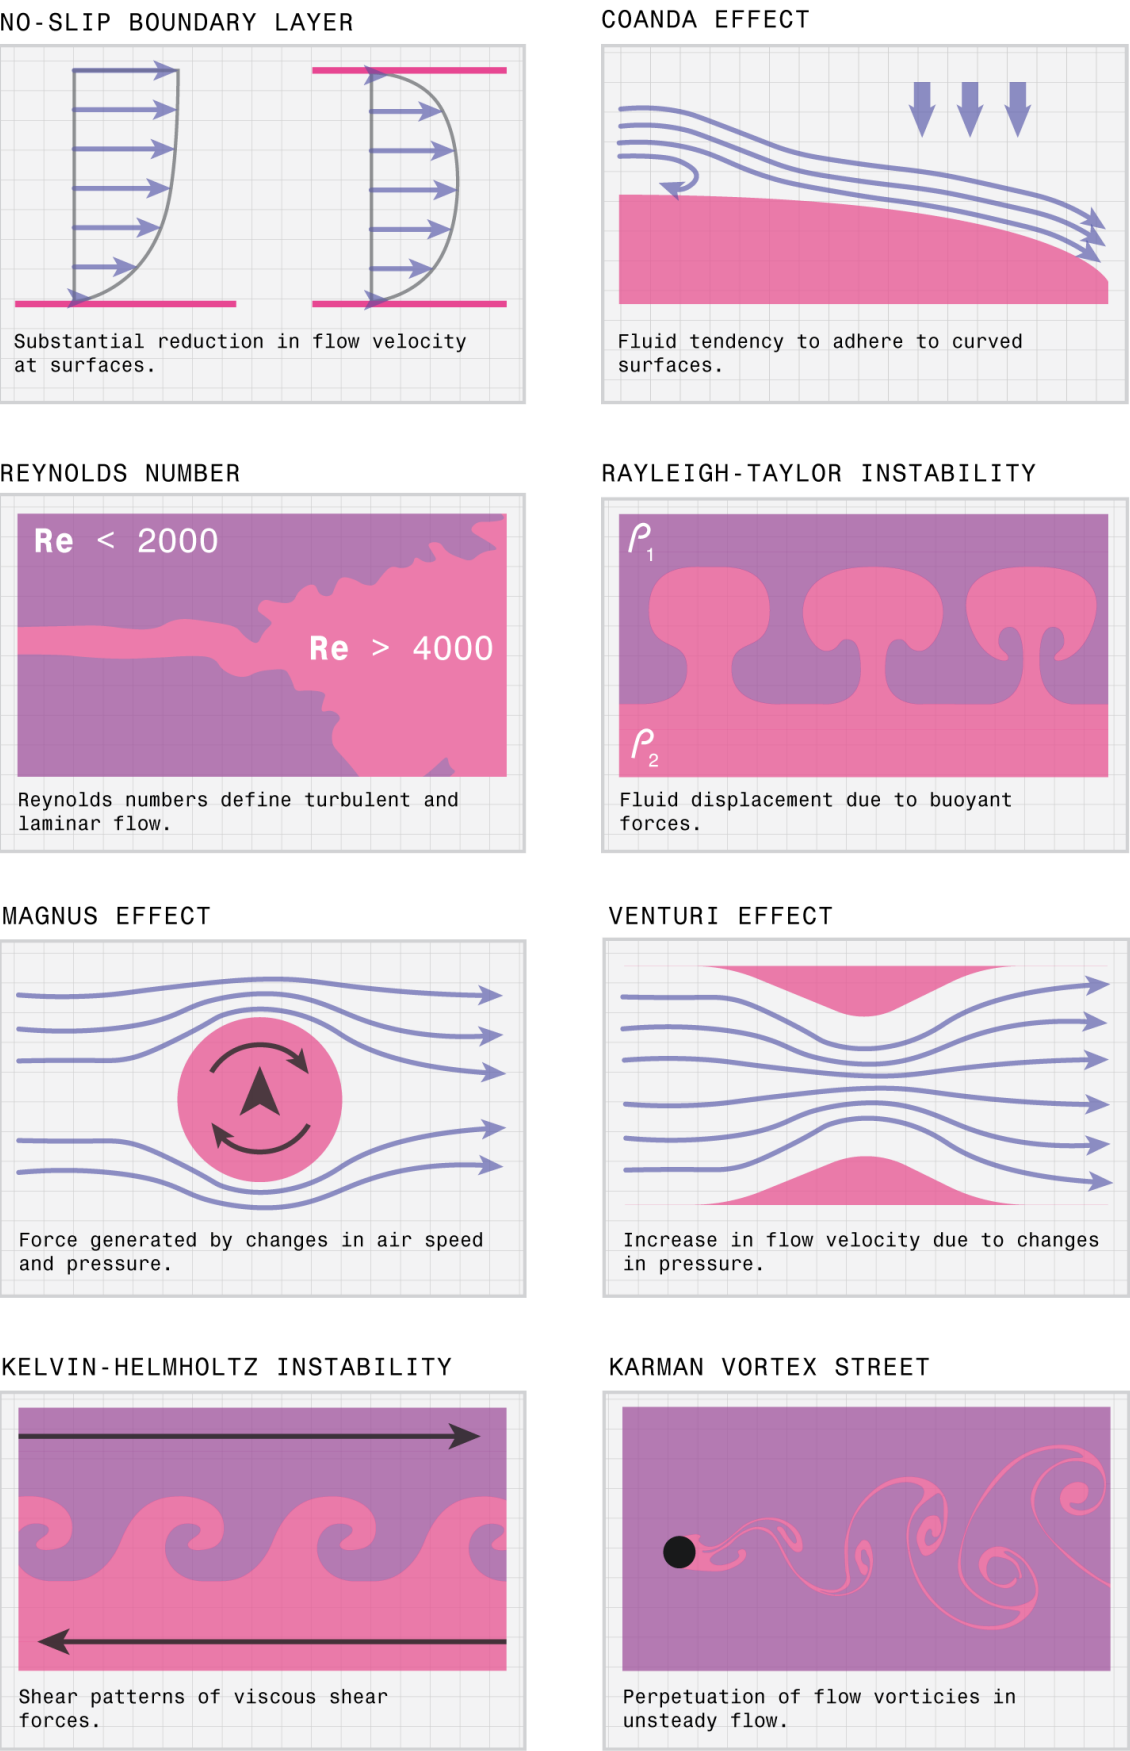 NO-SLIP BOUNDARY LAYER
Substantial reduction in flow velocity
at surfaces.
COANDA EFFECT
Fluid tendency to adhere to curved
surfaces.
REYNOLDS NUMBER
Re < 2000
Re > 4000
Reynolds numbers define turbulent and
laminar flow.
RAYLEIGH-TAYLOR INSTABILITY
ρ1
ρ2
Fluid displacement due to buoyant
forces.
MAGNUS EFFECT
Force generated by changes in air speed
and pressure.
VENTURI EFFECT
Increase in flow velocity due to changes
in pressure.
KELVIN-HELMHOLTZ INSTABILITY
Shear patterns of viscous shear
forces.
KARMAN VORTEX STREET
Perpetuation of flow vorticies in
unsteady flow.